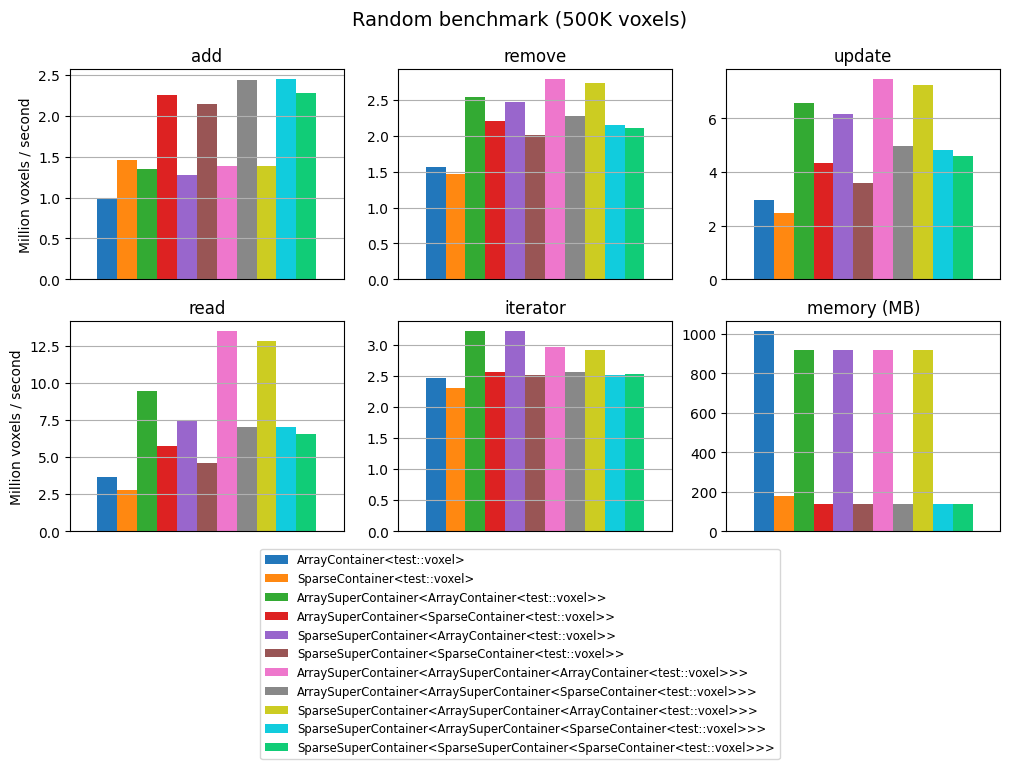 Random benchmark (500K voxels)
add
remove
update
Million voxels / second
2.5
2.0
1.5
1.0
0.5
0.0
2.5
2.0
1.5
1.0
0.5
0.0
6
4
2
0
read
iterator
memory (MB)
Million voxels / second
12.5
10.0
7.5
5.0
2.5
0.0
3.0
2.5
2.0
1.5
1.0
0.5
0.0
1000
800
600
400
200
0
ArrayContainer<test::voxel>
SparseContainer<test::voxel>
ArraySuperContainer<ArrayContainer<test::voxel>>
ArraySuperContainer<SparseContainer<test::voxel>>
SparseSuperContainer<ArrayContainer<test::voxel>>
SparseSuperContainer<SparseContainer<test::voxel>>
ArraySuperContainer<ArraySuperContainer<ArrayContainer<test::voxel>>>
ArraySuperContainer<ArraySuperContainer<SparseContainer<test::voxel>>>
SparseSuperContainer<ArraySuperContainer<ArrayContainer<test::voxel>>>
SparseSuperContainer<ArraySuperContainer<SparseContainer<test::voxel>>>
SparseSuperContainer<SparseSuperContainer<SparseContainer<test::voxel>>>